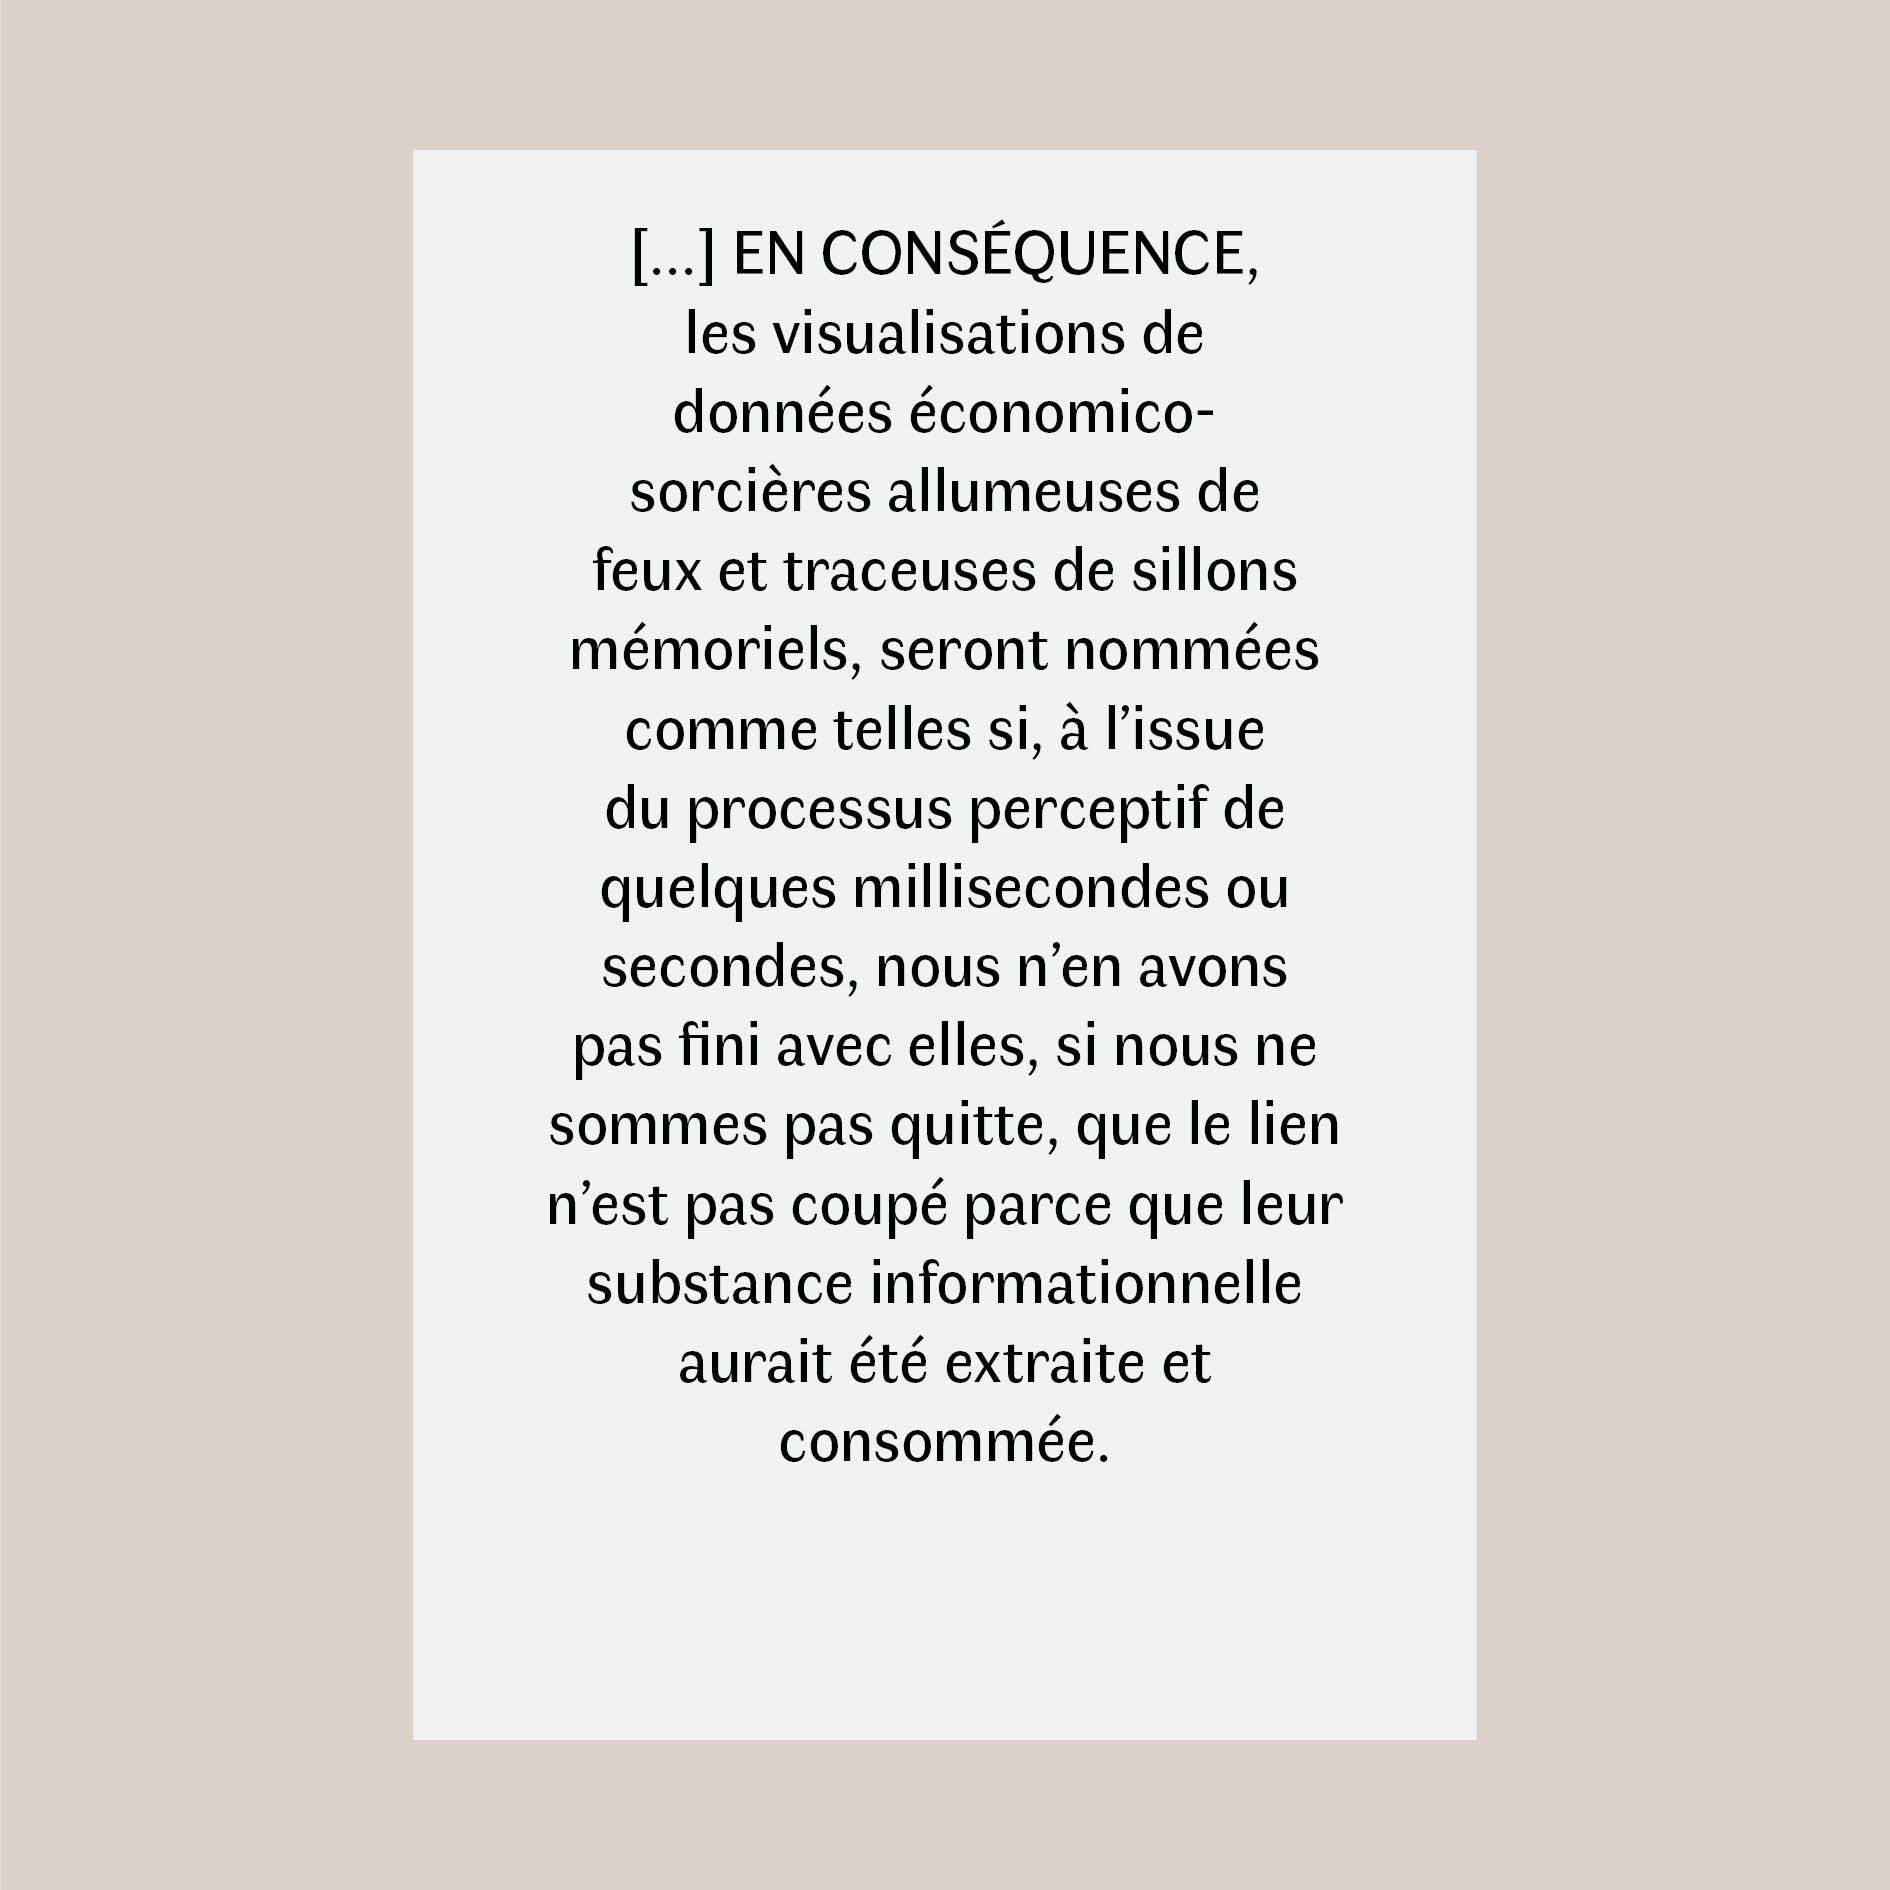 […] EN CONSÉQUENCE,
les visualisations de
données économico-
sorcières allumeuses de
feux et traceuses de sillons
mémoriels, seront nommées
comme telles si, à l’issue
du processus perceptif de
quelques millisecondes ou
secondes, nous n’en avons
pas fini avec elles, si nous ne
sommes pas quitte, que le lien
n’est pas coupé parce que leur
substance informationnelle
aurait été extraite et
consommée.